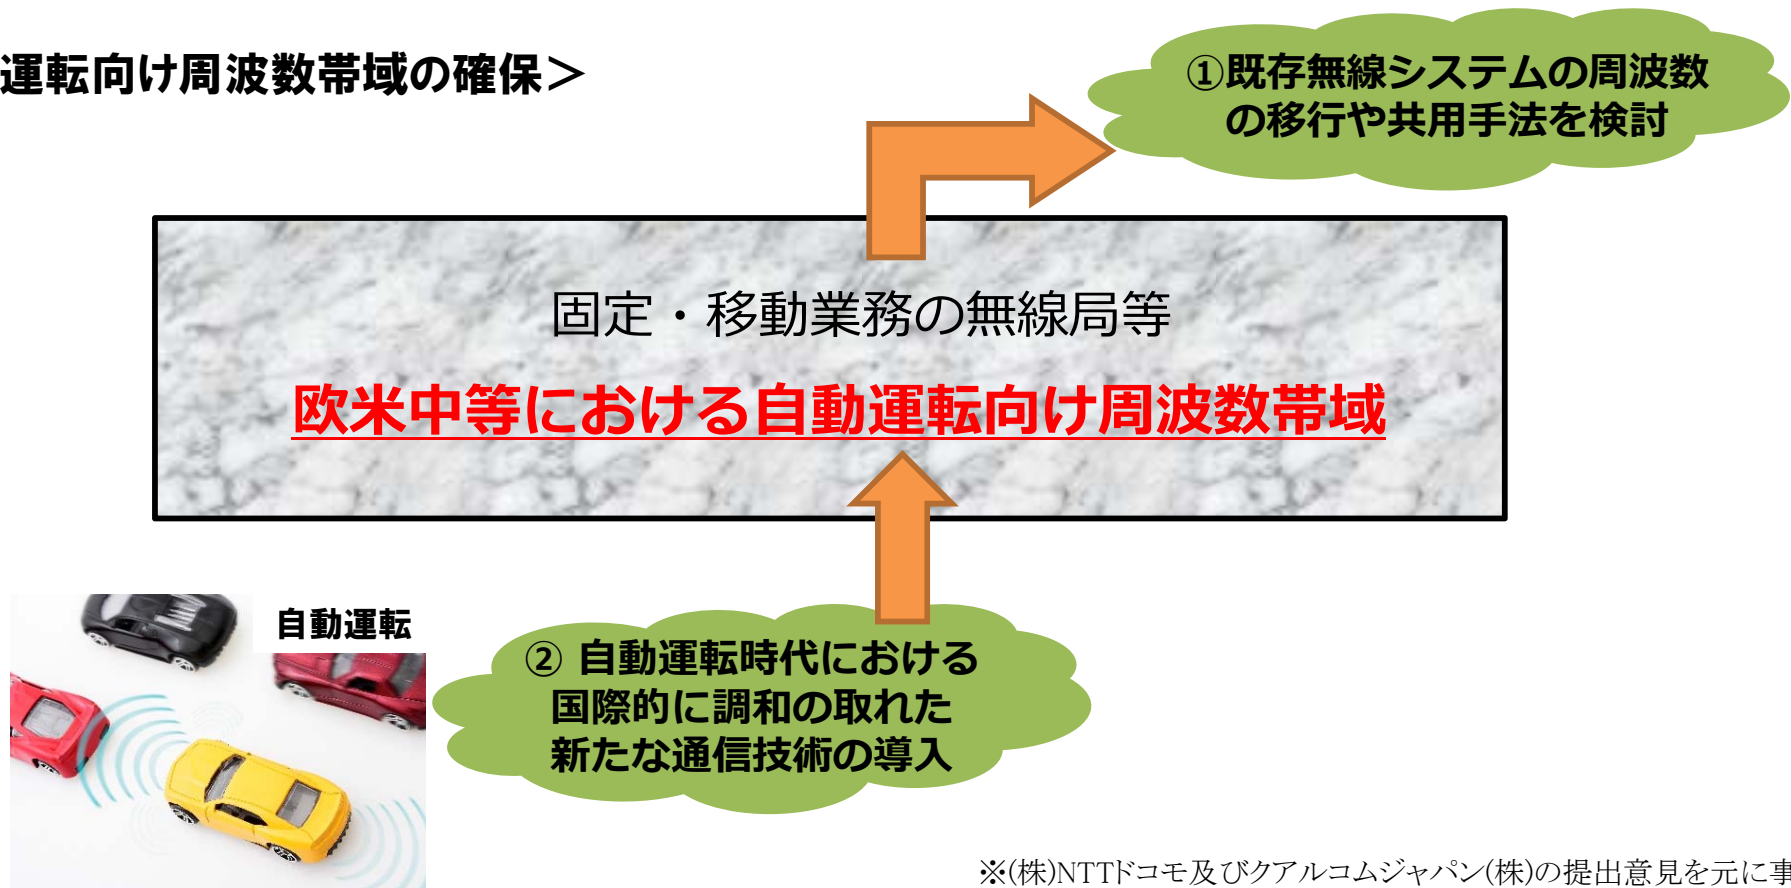 運転向け周波数帯域の確保＞
①既存無線システムの周波数
の移行や共用手法を検討
固定・移動業務の無線局等
欧米中等における自動運転向け周波数帯域
自動運転
② 自動運転時代における
国際的に調和の取れた
新たな通信技術の導入
※(株)NTTドコモ及びクアルコムジャパン(株)の提出意見を元に事